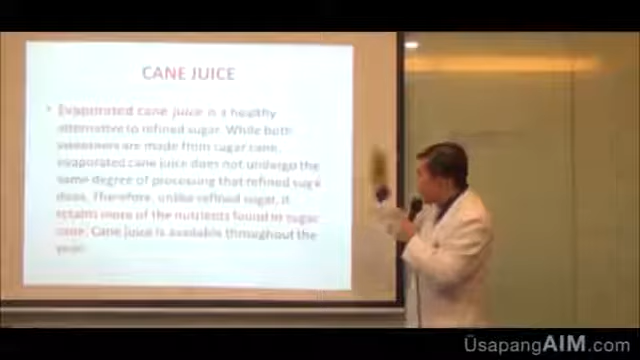 CANE JUICE
• Evaporated cane juice is a healthy
alternative to refined sugar. While both
sweeteners are made from sugar cane,
evaporated cane juice does not undergo the
same degree of processing that refined sugar
does. Therefore, unlike refined sugar, it
retains more of the nutrients found in sugar
cane. Cane juice is available throughout the
year.
ŪsapangAIM.com